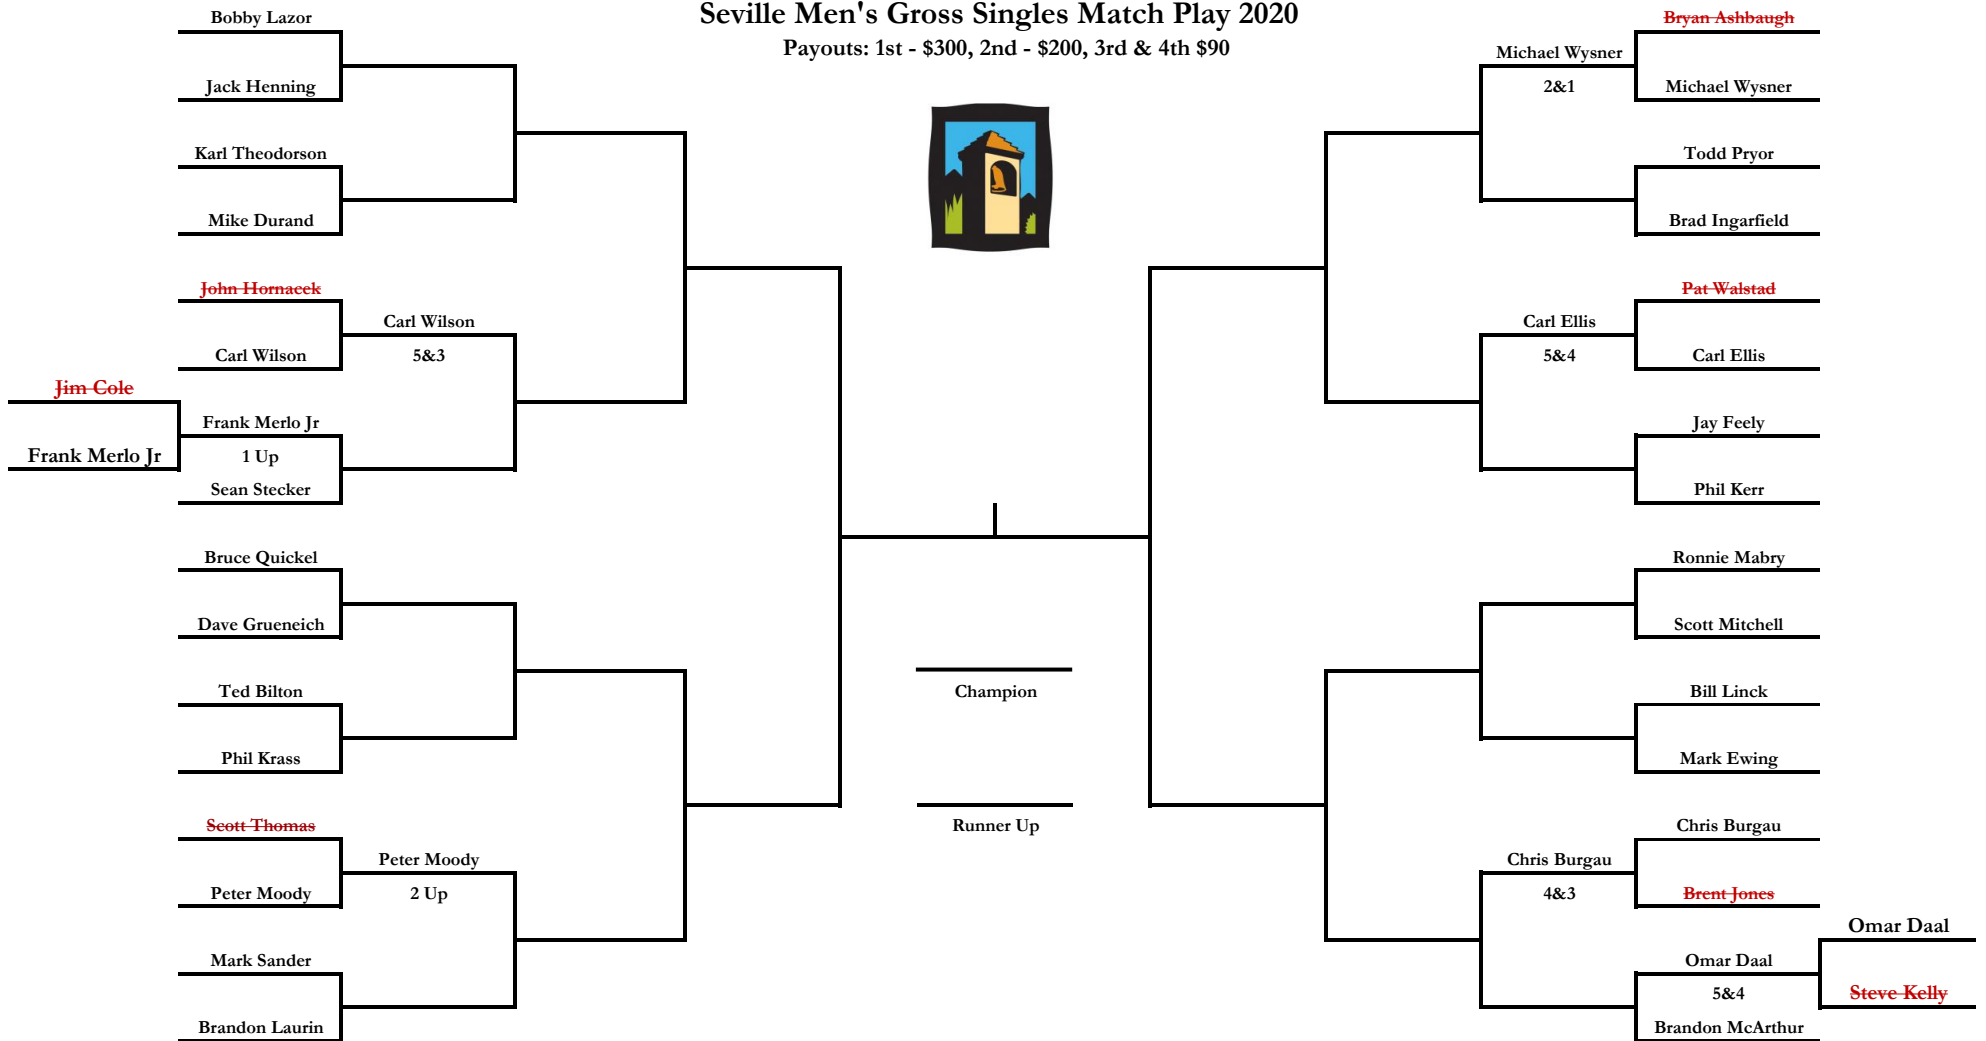 Seville Men's Gross Singles Match Play 2020
Payouts: 1st - $300, 2nd - $200, 3rd & 4th $90
Bobby Lazor
Jack Henning
Karl Theodorson
Mike Durand
John Hornacek
Carl Wilson
5&3
Carl Wilson
Jim Cole
Frank Merlo Jr
Frank Merlo Jr
1 Up
Sean Stecker
Bruce Quickel
Dave Grueneich
Ted Bilton
Phil Krass
Scott Thomas
Peter Moody
2 Up
Peter Moody
Mark Sander
Brandon Laurin
Champion
Runner Up
Bryan Ashbaugh
Michael Wysner
2&1
Michael Wysner
Todd Pryor
Brad Ingarfield
Pat Walstad
Carl Ellis
5&4
Carl Ellis
Jay Feely
Phil Kerr
Ronnie Mabry
Scott Mitchell
Bill Linck
Mark Ewing
Chris Burgau
Chris Burgau
4&3
Brent Jones
Omar Daal
Omar Daal
5&4
Steve Kelly
Brandon McArthur